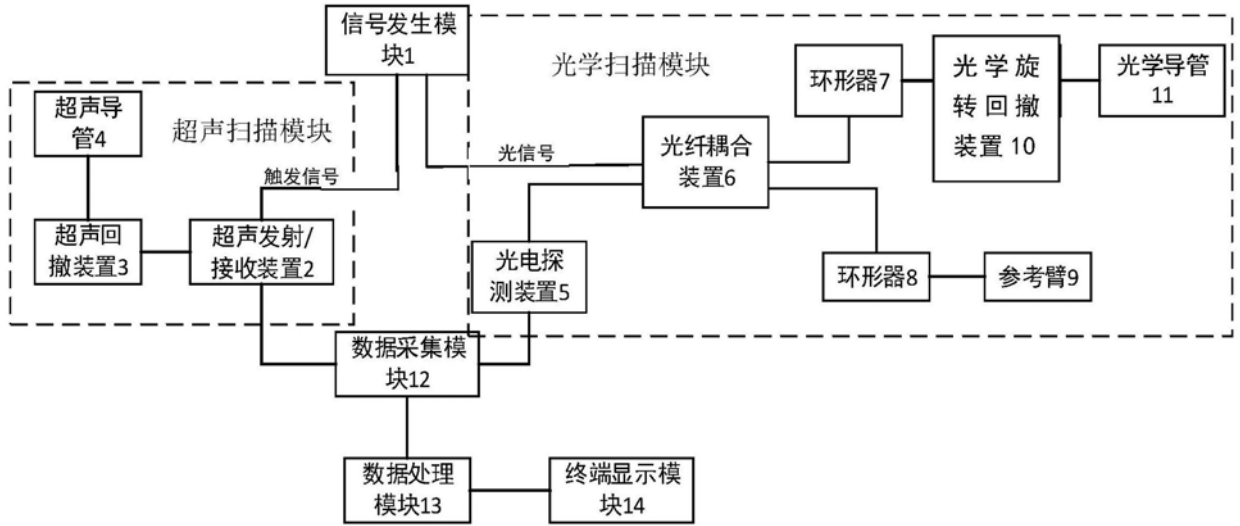 信号发生模
块1
光学扫描模块
环形器7
光学旋
转回撤
装置 10
光学导管
11
超声导
管4
超声扫描模块
光纤耦合
装置6
光信号
触发信号
超声回
撤装置3
超声发射/
接收装置2
光电探
测装置5
环形器8
参考臂9
数据采集模
块12
数据处理
模块13
终端显示模
块14